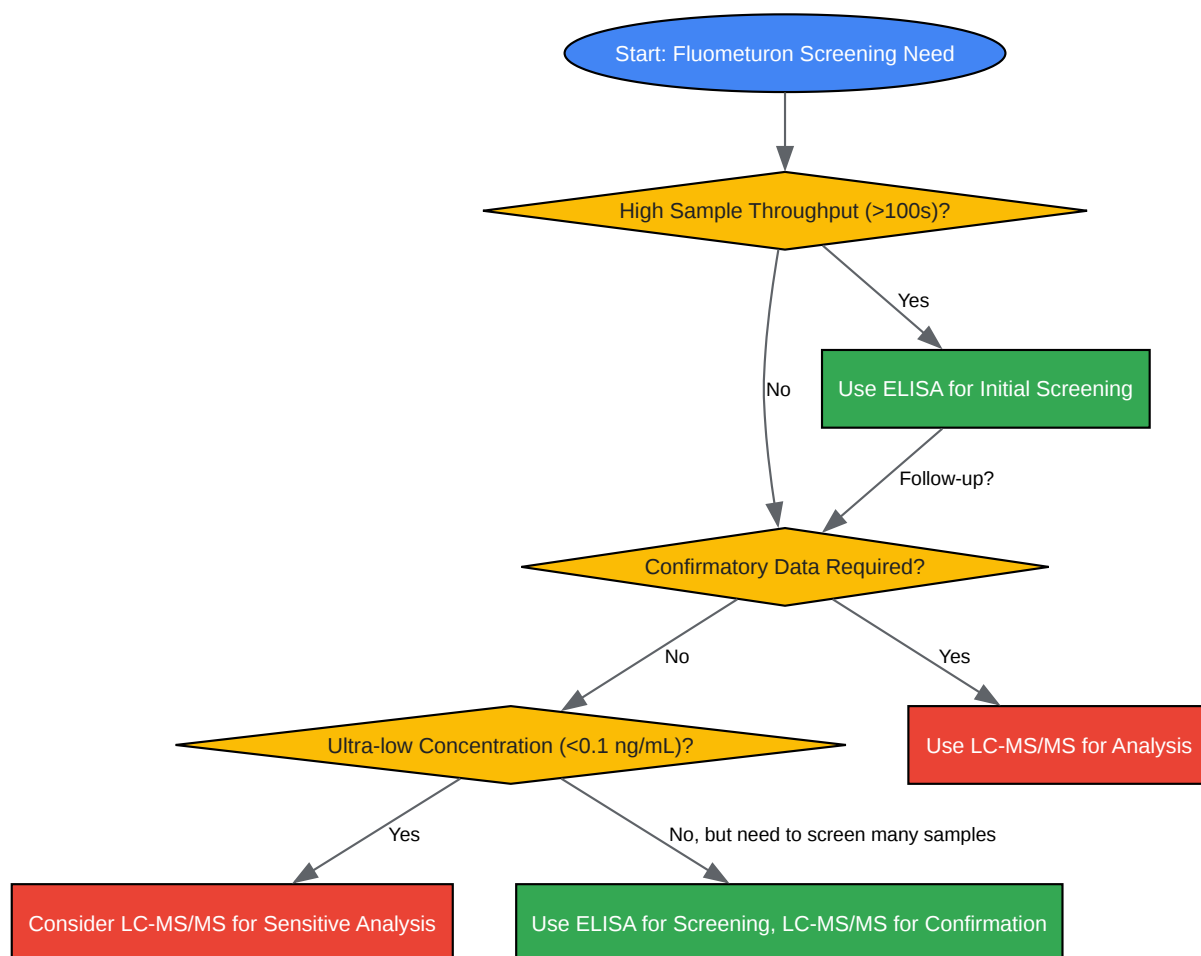 Start: Fluometuron Screening Need
High Sample Throughput (>100s)?
Yes
Use ELISA for Initial Screening
No
Follow-up?
Confirmatory Data Required?
No
Yes
Use LC-MS/MS for Analysis
Ultra-low Concentration (<0.1 ng/mL)?
Yes
No, but need to screen many samples
Consider LC-MS/MS for Sensitive Analysis
Use ELISA for Screening, LC-MS/MS for Confirmation